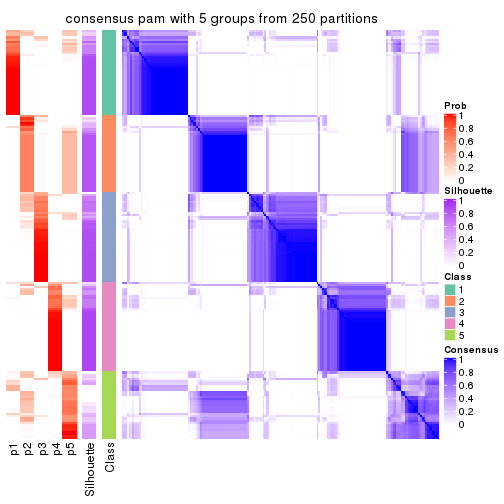 consensus pam with 5 groups from 250 partitions
Prob
1
0.8
0.6
0.4
0.2
0
Silhouette
1
0.8
0.6
0.4
0.2
0
Class
1
2
3
4
5
Consensus
1
0.8
0.6
0.4
0.2
0
p1
p2
p3
p4
p5
Silhouette
Class